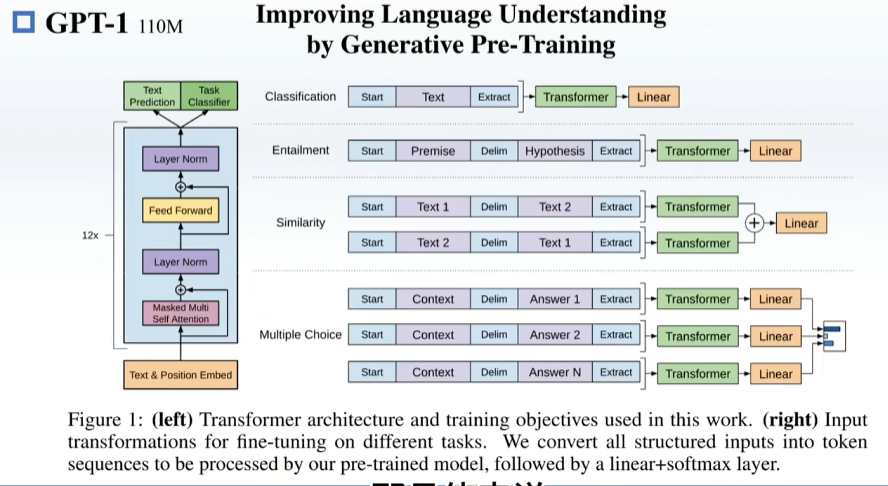 GPT-1 110M
Improving Language Understanding
by Generative Pre-Training
Text
Prediction
Task
Classifier
Layer Norm
Feed Forward
12x
Layer Norm
Masked Multi
Self Attention
Text & Position Embed
Classification
Start
Text
Extract
Transformer
Linear
Entailment
Start
Premise
Delim
Hypothesis
Extract
Transformer
Linear
Similarity
Start
Text 1
Delim
Text 2
Extract
Transformer
Start
Text 2
Delim
Text 1
Extract
Transformer
Linear
Multiple Choice
Start
Context
Delim
Answer 1
Extract
Transformer
Linear
Start
Context
Delim
Answer 2
Extract
Transformer
Linear
Start
Context
Delim
Answer N
Extract
Transformer
Linear
Figure 1: (left) Transformer architecture and training objectives used in this work. (right) Input
transformations for fine-tuning on different tasks. We convert all structured inputs into token
sequences to be processed by our pre-trained model, followed by a linear+softmax layer.